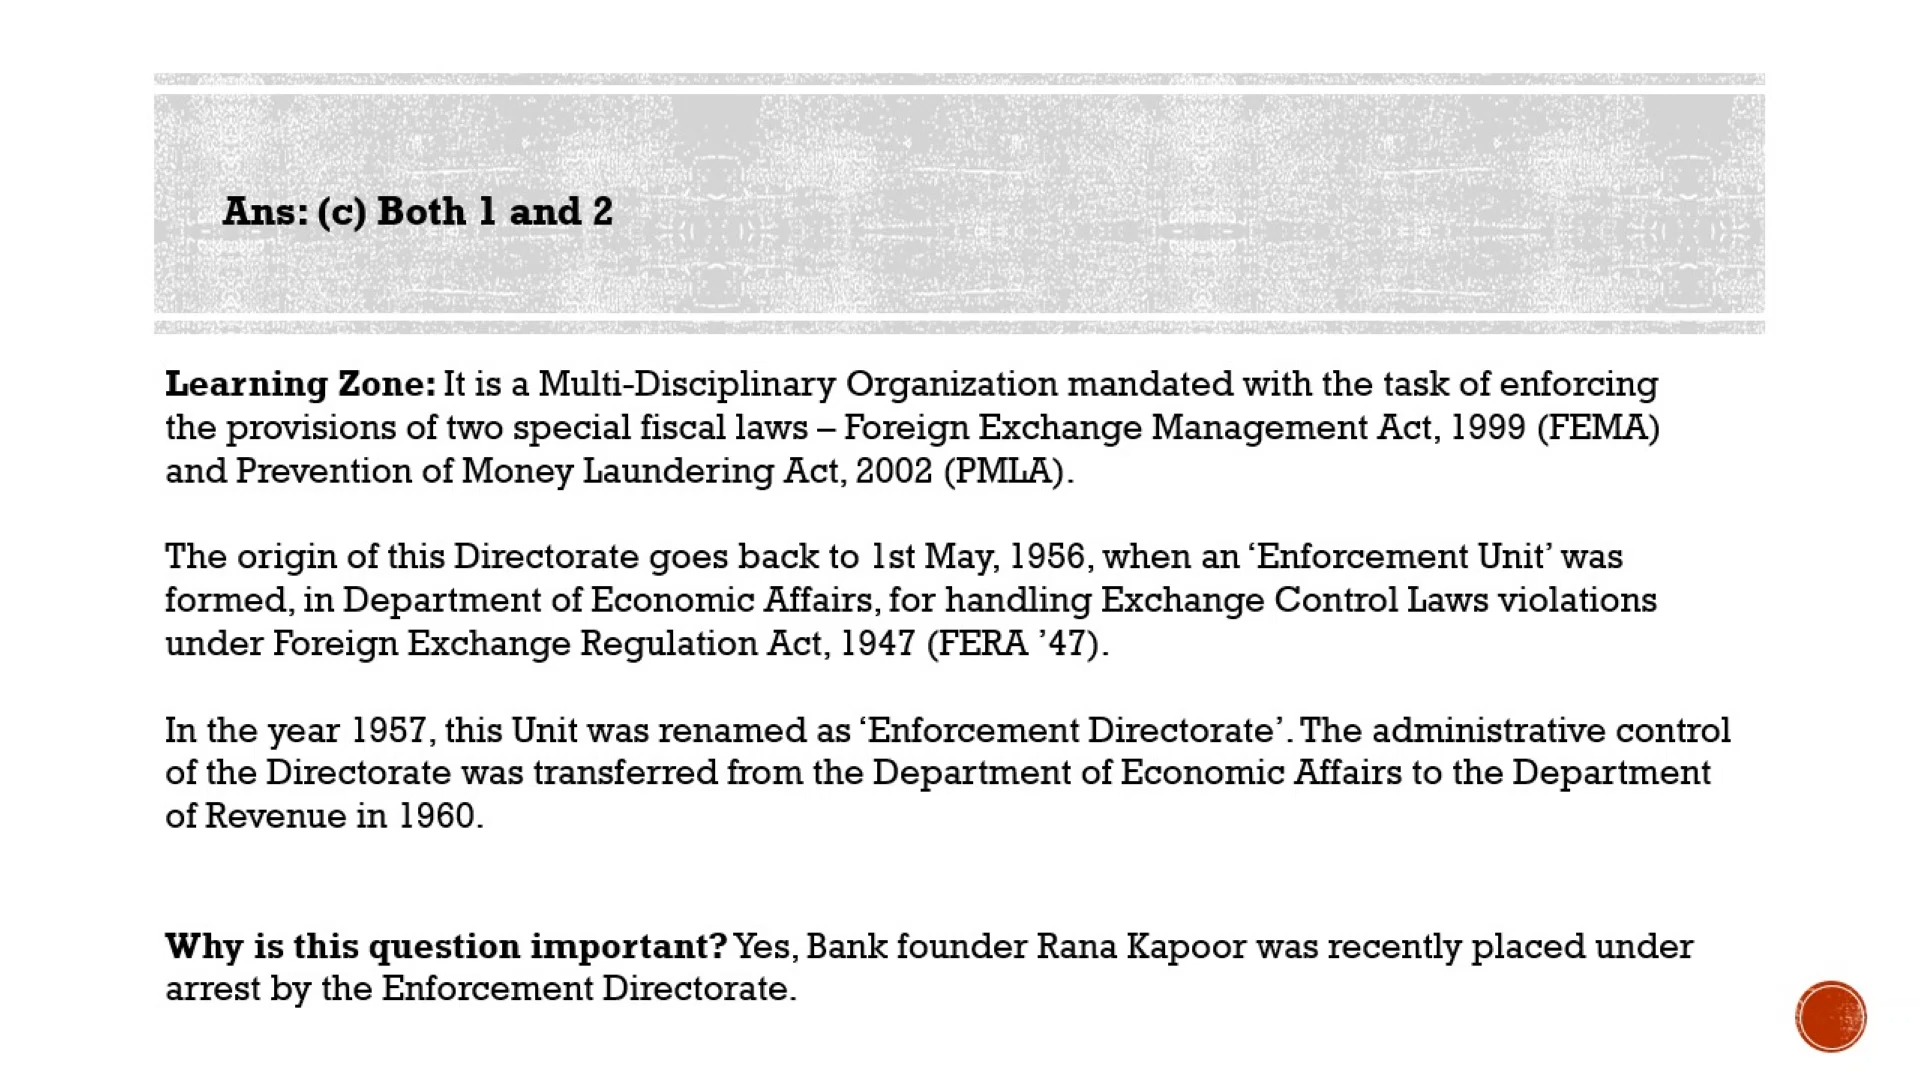 Ans: (c) Both 1 and 2
Learning Zone: It is a Multi-Disciplinary Organization mandated with the task of enforcing
the provisions of two special fiscal laws – Foreign Exchange Management Act, 1999 (FEMA)
and Prevention of Money Laundering Act, 2002 (PMLA).
The origin of this Directorate goes back to 1st May, 1956, when an ‘Enforcement Unit’ was
formed, in Department of Economic Affairs, for handling Exchange Control Laws violations
under Foreign Exchange Regulation Act, 1947 (FERA ’47).
In the year 1957, this Unit was renamed as ‘Enforcement Directorate’. The administrative control
of the Directorate was transferred from the Department of Economic Affairs to the Department
of Revenue in 1960.
Why is this question important? Yes, Bank founder Rana Kapoor was recently placed under
arrest by the Enforcement Directorate.